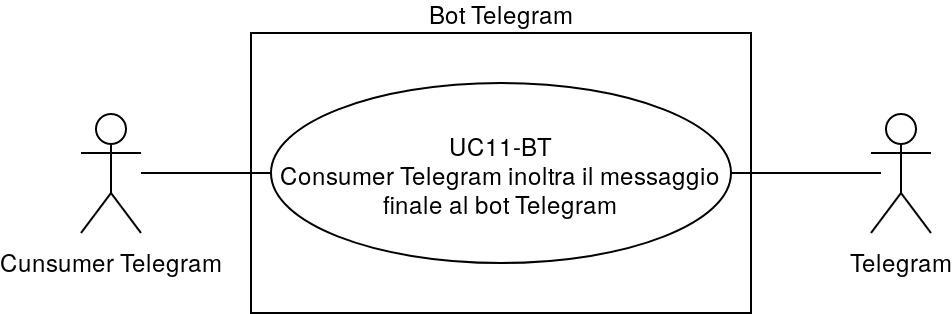 Bot Telegram
UC11-BT
Consumer Telegram inoltra il messaggio
finale al bot Telegram
Cunsumer Telegram
Telegram